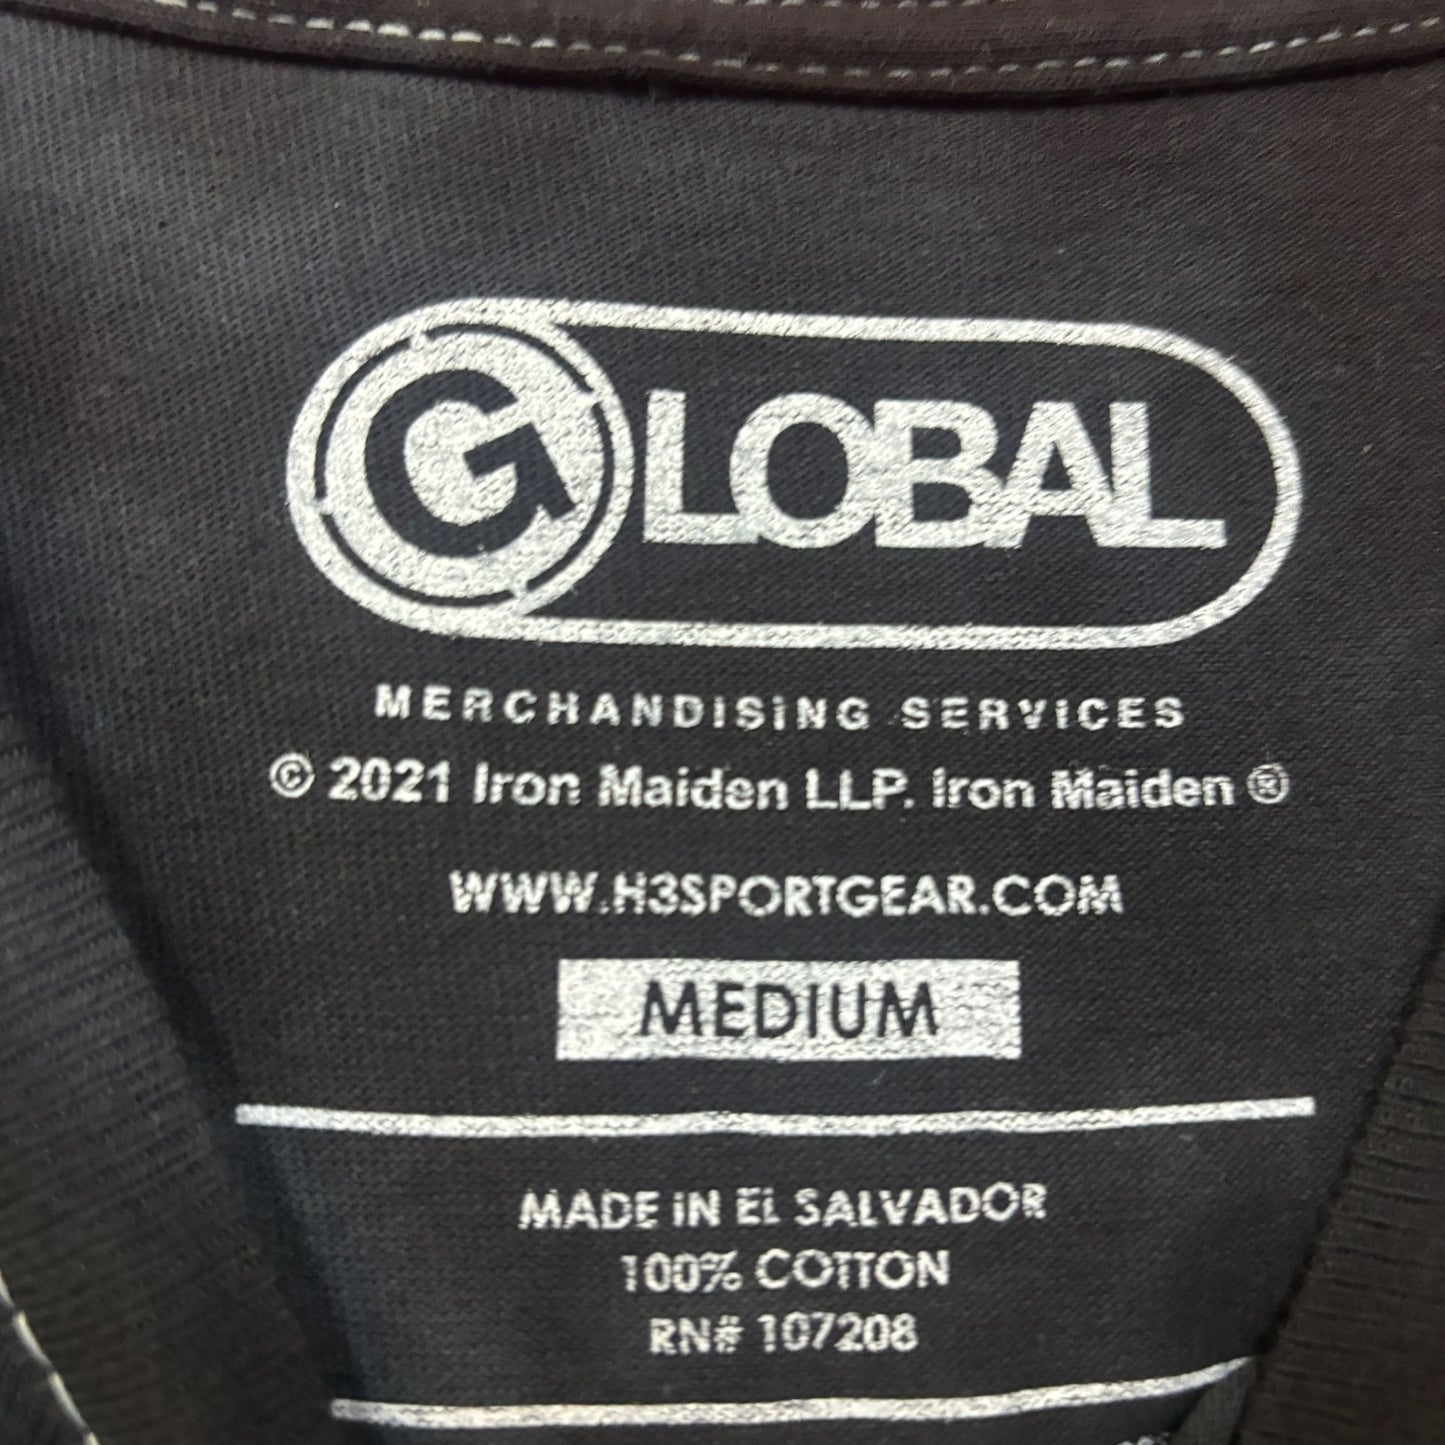 GLOBAL
MERCHANDISING SERVICES
© 2021 Iron Maiden LLP. Iron Maiden ®
WWW.H3SPORTGEAR.COM
MEDIUM
MADE IN EL SALVADOR
100% COTTON
RN# 107208